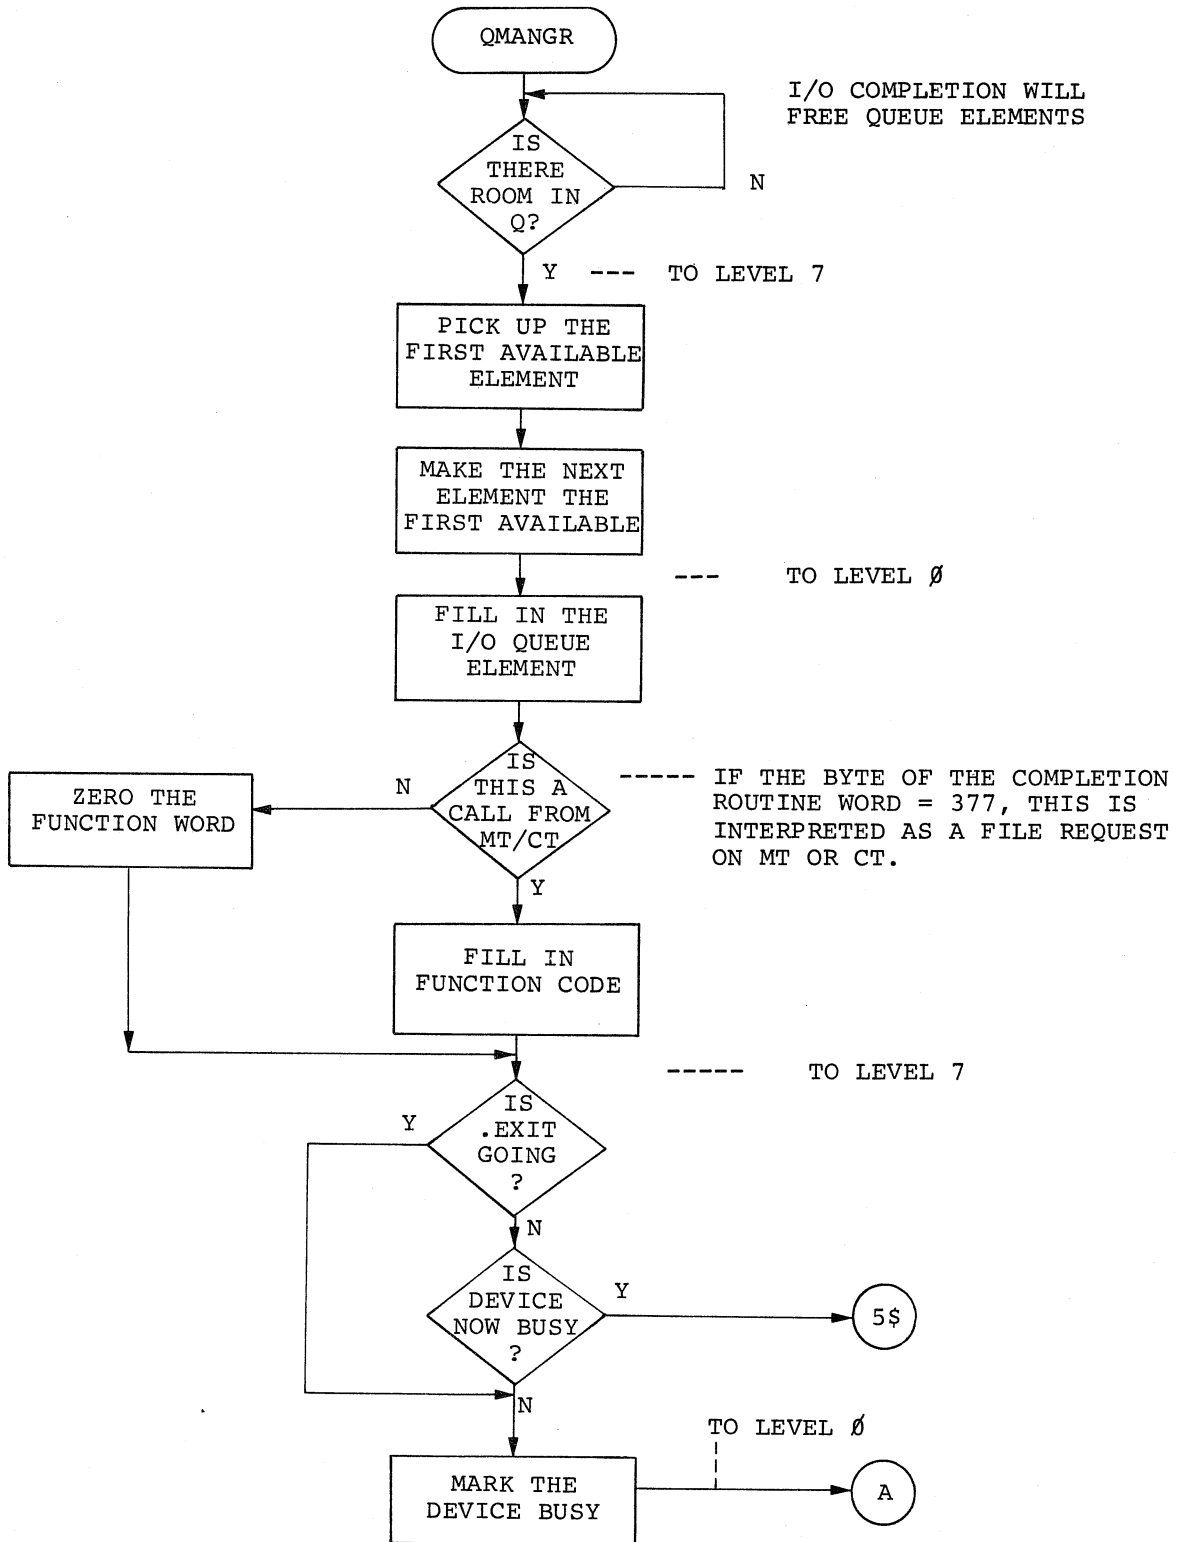 QMANGR
I/O COMPLETION WILL
FREE QUEUE ELEMENTS
IS
THERE
ROOM IN
Q?
N
Y --- TO LEVEL 7
PICK UP THE
FIRST AVAILABLE
ELEMENT
MAKE THE NEXT
ELEMENT THE
FIRST AVAILABLE
--- TO LEVEL Ø
FILL IN THE
I/O QUEUE
ELEMENT
IS
THIS A
CALL FROM
MT/CT
N
ZERO THE
FUNCTION WORD
----- IF THE BYTE OF THE COMPLETION
ROUTINE WORD = 377, THIS IS
INTERPRETED AS A FILE REQUEST
ON MT OR CT.
Y
FILL IN
FUNCTION CODE
----- TO LEVEL 7
IS
.EXIT
GOING
?
Y
N
IS
DEVICE
NOW BUSY
?
Y
5$
N
TO LEVEL Ø
MARK THE
DEVICE BUSY
A